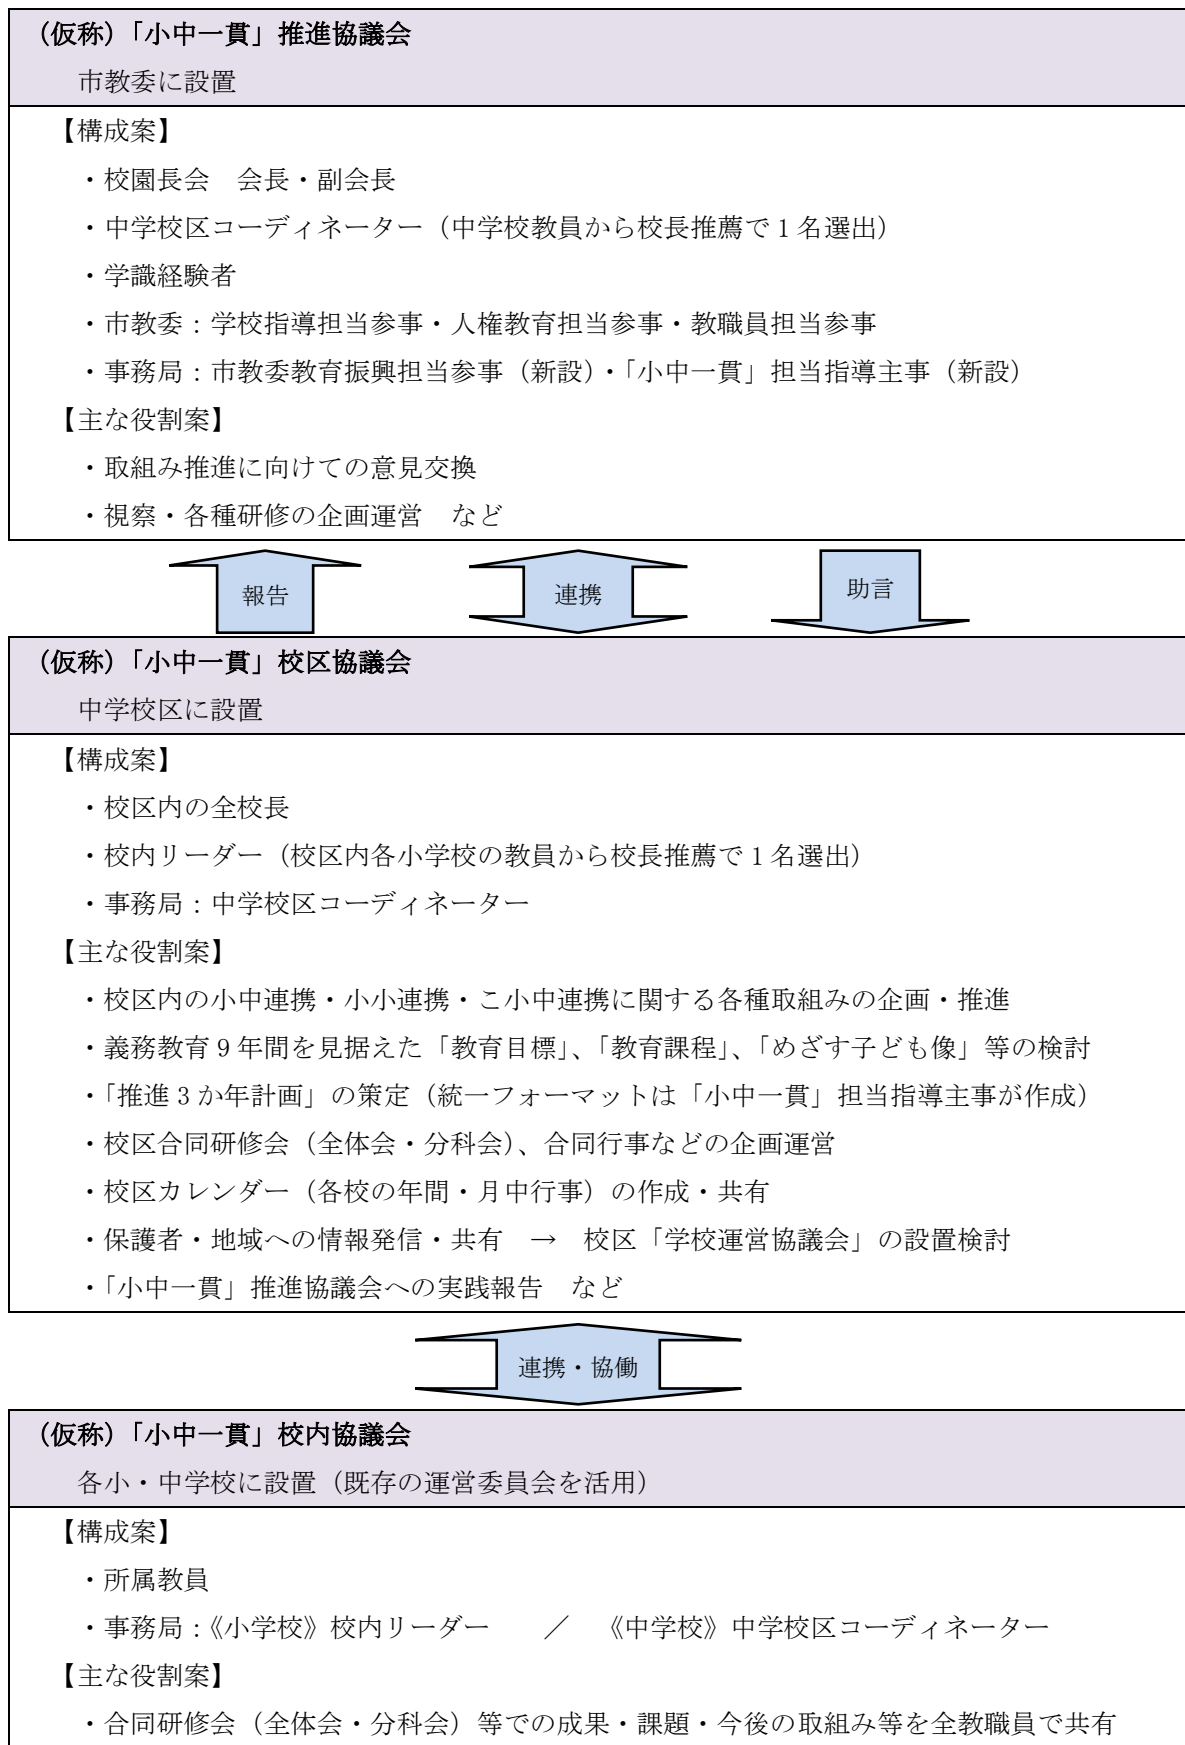 （仮称）「小中一貫」推進協議会
市教委に設置
【構成案】
・校園長会　会長・副会長
・中学校区コーディネーター（中学校教員から校長推薦で1名選出）
・学識経験者
・市教委：学校指導担当参事・人権教育担当参事・教職員担当参事
・事務局：市教委教育振興担当参事（新設）・「小中一貫」担当指導主事（新設）
【主な役割案】
・取組み推進に向けての意見交換
・視察・各種研修の企画運営　など
報告
連携
助言
（仮称）「小中一貫」校区協議会
中学校区に設置
【構成案】
・校区内の全校長
・校内リーダー（校区内各小学校の教員から校長推薦で1名選出）
・事務局：中学校区コーディネーター
【主な役割案】
・校区内の小中連携・小小連携・こ小中連携に関する各種取組みの企画・推進
・義務教育9年間を見据えた「教育目標」、「教育課程」、「めざす子ども像」等の検討
・「推進3か年計画」の策定（統一フォーマットは「小中一貫」担当指導主事が作成）
・校区合同研修会（全体会・分科会）、合同行事などの企画運営
・校区カレンダー（各校の年間・月中行事）の作成・共有
・保護者・地域への情報発信・共有　→　校区「学校運営協議会」の設置検討
・「小中一貫」推進協議会への実践報告　など
連携・協働
（仮称）「小中一貫」校内協議会
各小・中学校に設置（既存の運営委員会を活用）
【構成案】
・所属教員
・事務局：《小学校》校内リーダー　　／　《中学校》中学校区コーディネーター
【主な役割案】
・合同研修会（全体会・分科会）等での成果・課題・今後の取組み等を全教職員で共有